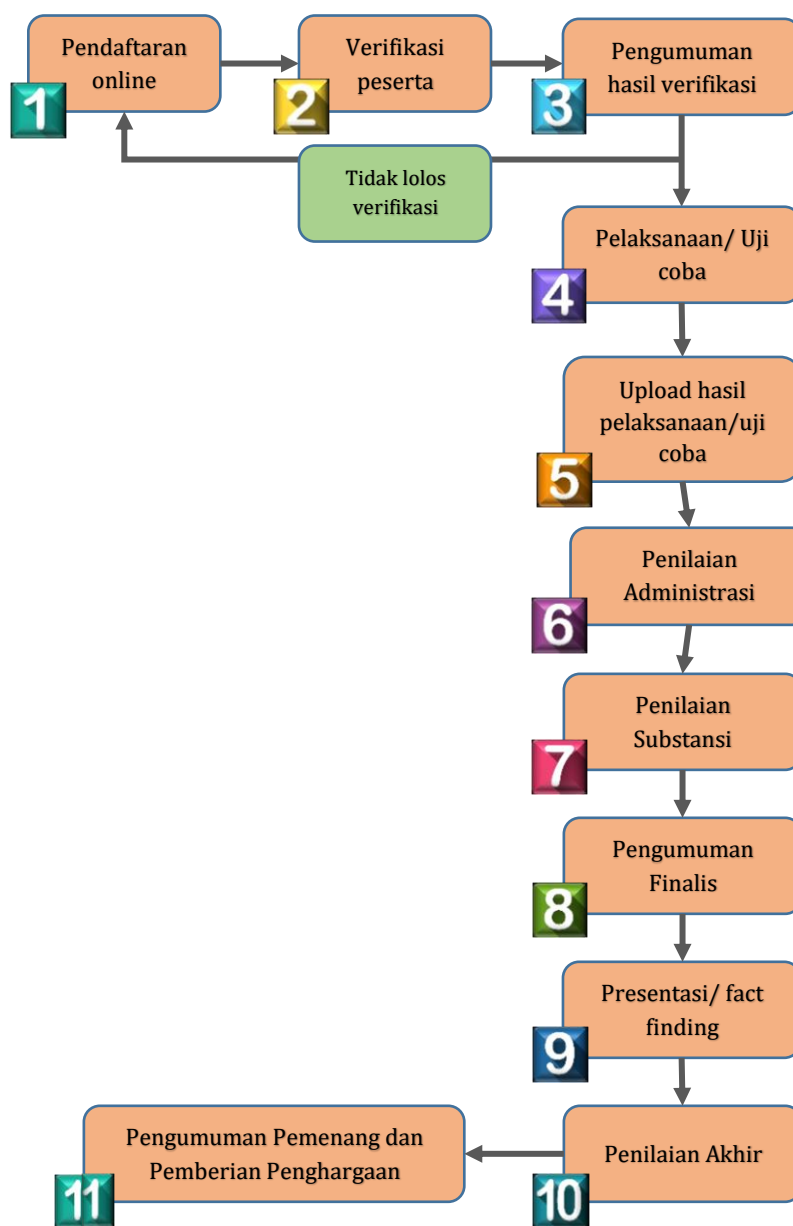 Pendaftaran
online
1
Verifikasi
peserta
2
Pengumuman
hasil verifikasi
3
Tidak lolos
verifikasi
Pelaksanaan/ Uji
coba
4
Upload hasil
pelaksanaan/uji
coba
5
Penilaian
Administrasi
6
Penilaian
Substansi
7
Pengumuman
Finalis
8
Presentasi/ fact
finding
9
Penilaian Akhir
10
Pengumuman Pemenang dan
Pemberian Penghargaan
11